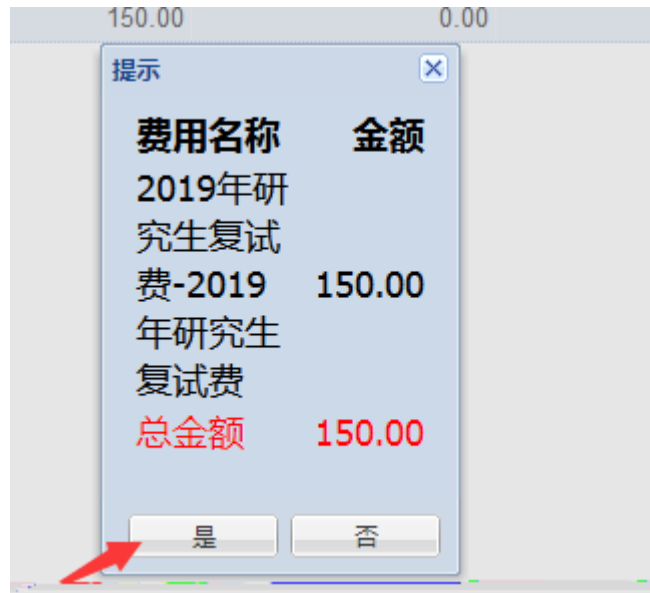 150.00 0.00
提示
费用名称 金额
2019年研
究生复试
费-2019 150.00
年研究生
复试费
总金额 150.00
是 否